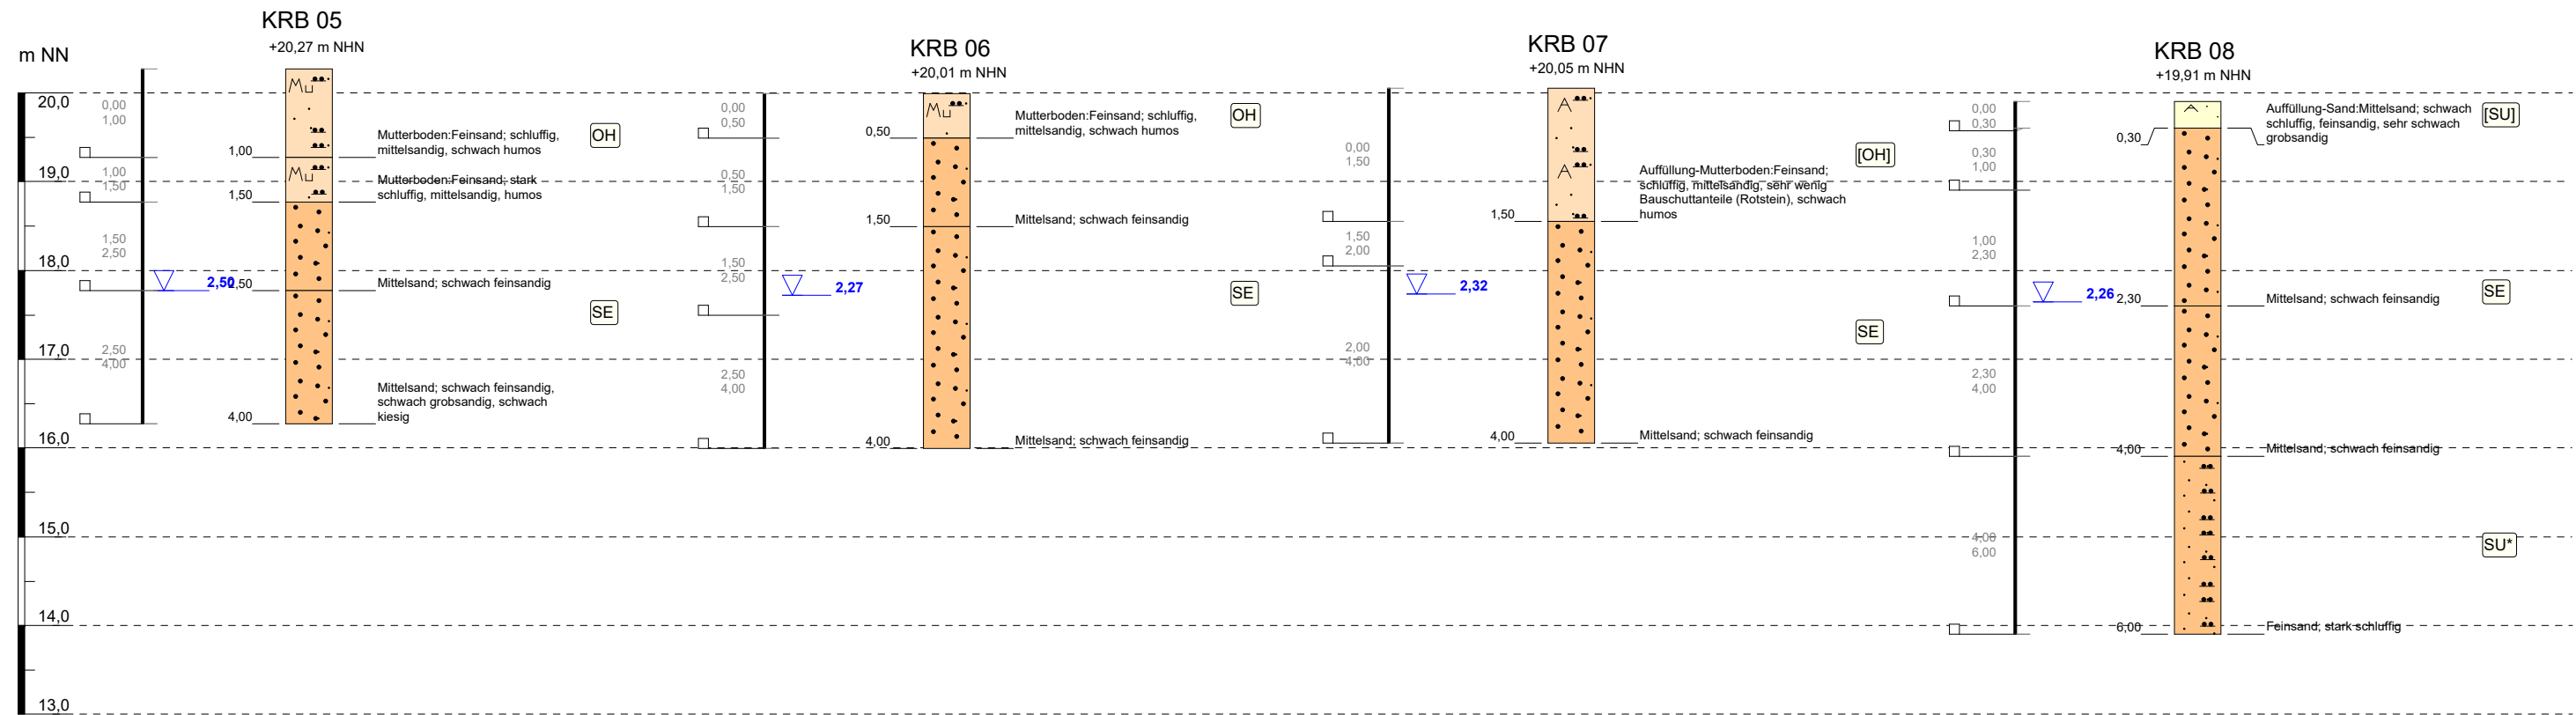 m NN
20,0
19,0
18,0
17,0
16,0
15,0
14,0
13,0
KRB 05
+20,27 m NHN
0,00
1,00
1,00
1,50
1,50
2,50
2,50
4,00
2,50
Mu
Mu
1,00
1,50
2,50
4,00
Mutterboden:Feinsand; schluffig,
mittelsandig, schwach humos
Mutterboden:Feinsand; stark
schluffig, mittelsandig, humos
Mittelsand; schwach feinsandig
Mittelsand; schwach feinsandig,
schwach grobsandig, schwach
kiesig
OH
SE
KRB 06
+20,01 m NHN
0,00
0,50
0,50
1,50
1,50
2,50
2,50
4,00
2,27
Mu
0,50
1,50
4,00
Mutterboden:Feinsand; schluffig,
mittelsandig, schwach humos
Mittelsand; schwach feinsandig
Mittelsand; schwach feinsandig
OH
SE
KRB 07
+20,05 m NHN
0,00
1,50
1,50
2,00
2,00
4,00
2,32
A
A
1,50
4,00
Auffüllung-Mutterboden:Feinsand;
schluffig, mittelsandig, sehr wenig
Bauschuttanteile (Rotstein), schwach
humos
Mittelsand; schwach feinsandig
[OH]
SE
KRB 08
+19,91 m NHN
0,00
0,30
0,30
1,00
1,00
2,30
2,30
4,00
4,00
6,00
2,26
A
0,30
2,30
4,00
6,00
Auffüllung-Sand:Mittelsand; schwach
schluffig, feinsandig, sehr schwach
grobsandig
Mittelsand; schwach feinsandig
Mittelsand; schwach feinsandig
Feinsand; stark schluffig
[SU]
SE
SU*